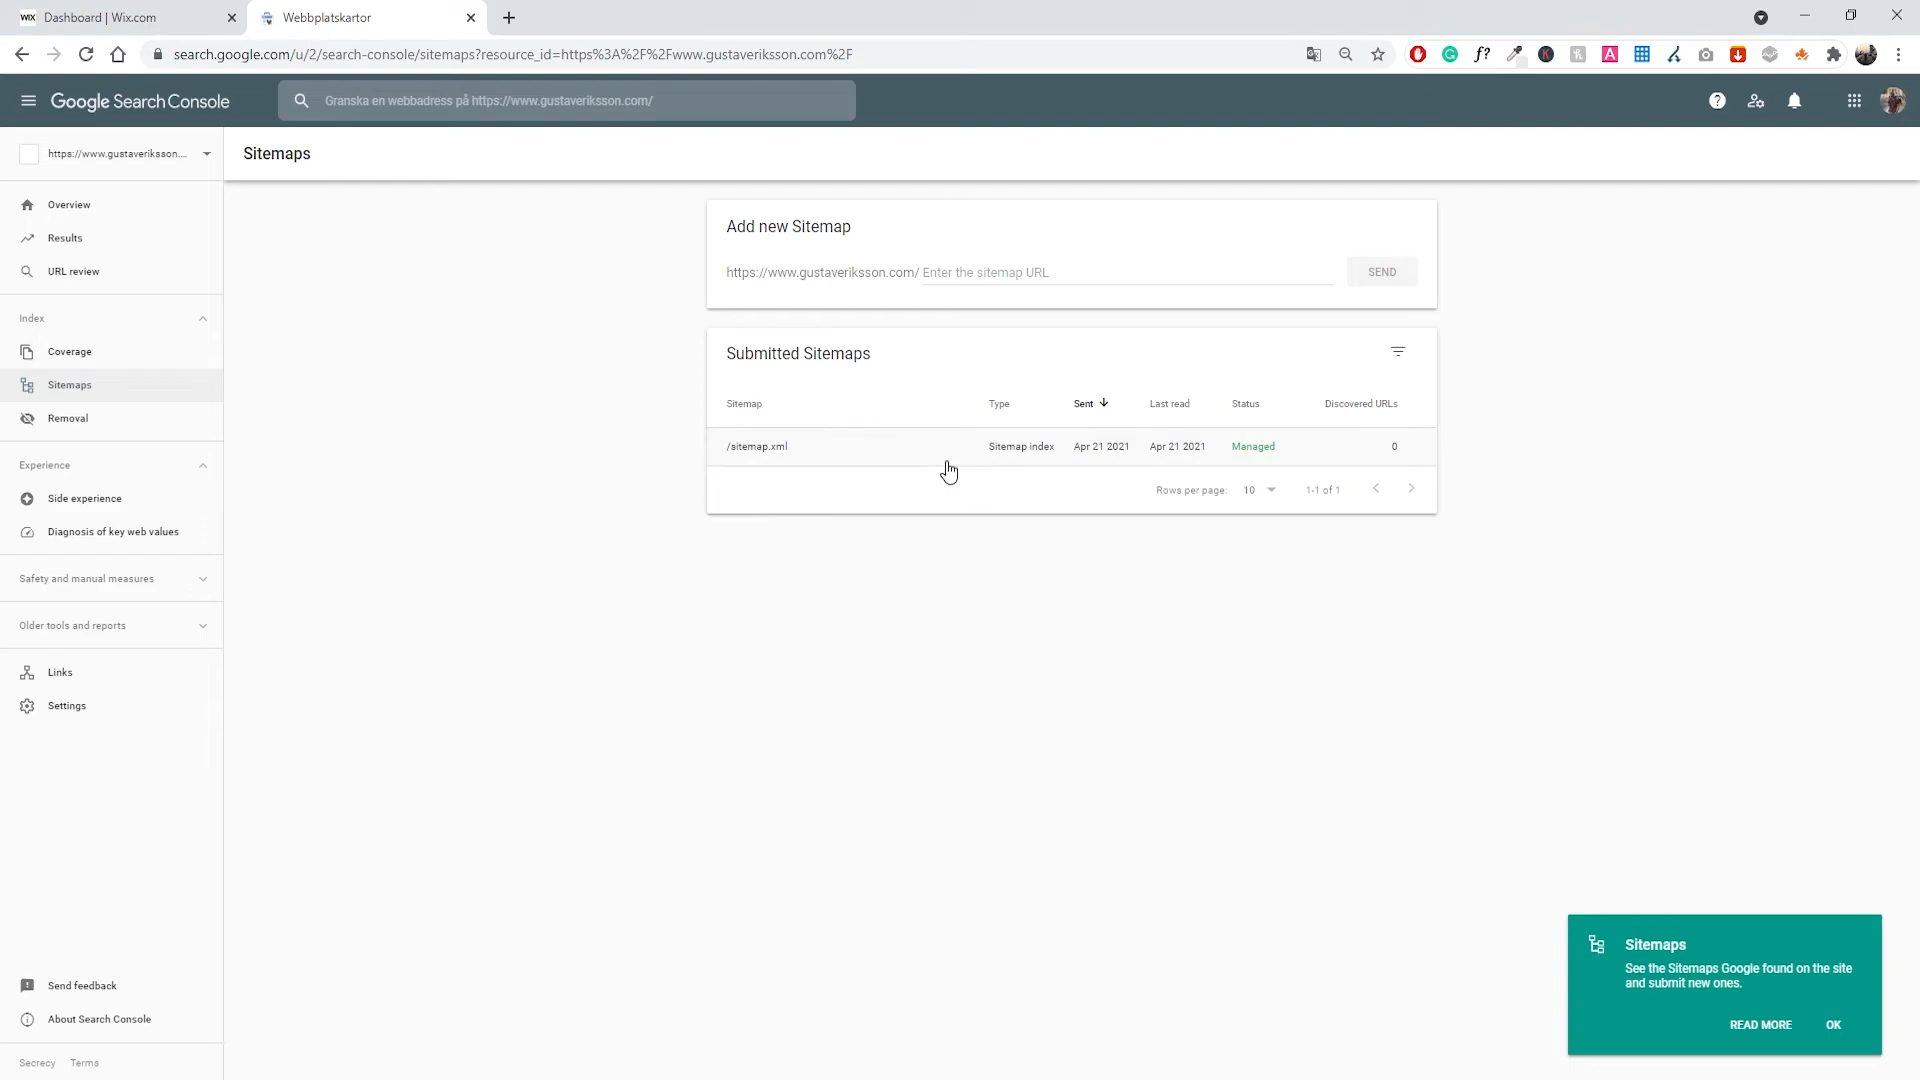 WIX Dashboard | Wix.com
Webbplatskartor
search.google.com/u/2/search-console/sitemaps?resource_id=https%3A%2F%2Fwww.gustaveriksson.com%2F
Google Search Console
Granska en webbadress på https://www.gustaveriksson.com/
https://www.gustaveriksson....
Sitemaps
Overview
Results
URL review
Index
Coverage
Sitemaps
Removal
Experience
Side experience
Diagnosis of key web values
Safety and manual measures
Older tools and reports
Links
Settings
Send feedback
About Search Console
Secrecy Terms
Add new Sitemap
https://www.gustaveriksson.com/ Enter the sitemap URL
SEND
Submitted Sitemaps
Sitemap Type Sent Last read Status Discovered URLs
/sitemap.xml Sitemap index Apr 21 2021 Apr 21 2021 Managed 0
Rows per page: 10 1-1 of 1
Sitemaps
See the Sitemaps Google found on the site
and submit new ones.
READ MORE OK